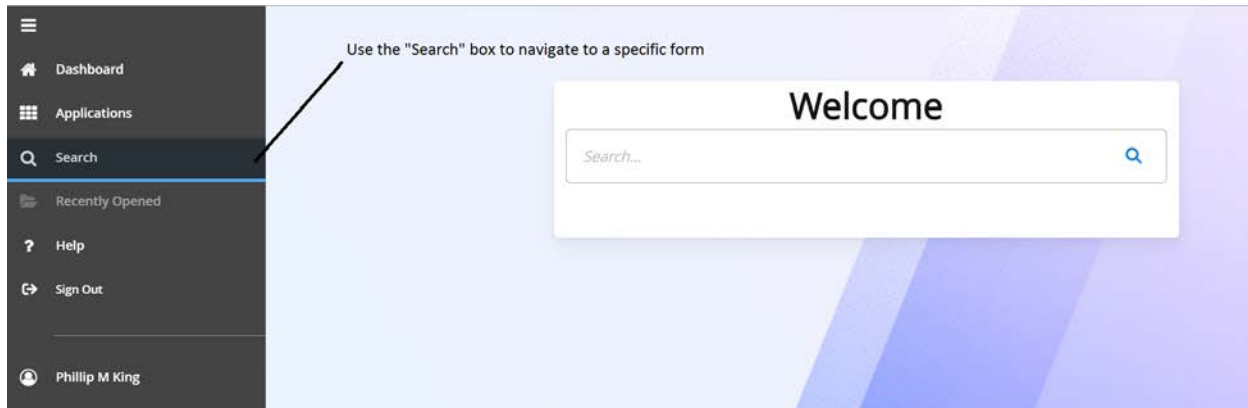 Use the "Search" box to navigate to a specific form
Dashboard
Applications
Search
Recently Opened
Help
Sign Out
Phillip M King
Welcome
Search...